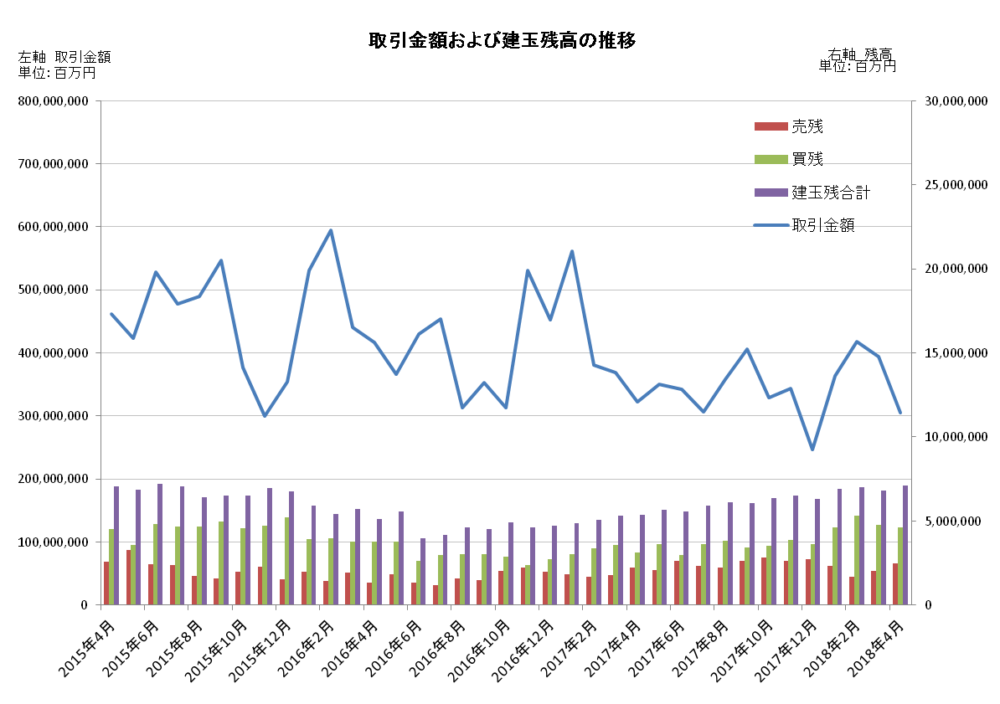 取引金額および建玉残高の推移
左軸　取引金額
単位：百万円
右軸　残高
単位：百万円
800,000,000
700,000,000
600,000,000
500,000,000
400,000,000
300,000,000
200,000,000
100,000,000
0
30,000,000
25,000,000
20,000,000
15,000,000
10,000,000
5,000,000
0
売残
買残
建玉残合計
取引金額
2015年4月
2015年6月
2015年8月
2015年10月
2015年12月
2016年2月
2016年4月
2016年6月
2016年8月
2016年10月
2016年12月
2017年2月
2017年4月
2017年6月
2017年8月
2017年10月
2017年12月
2018年2月
2018年4月